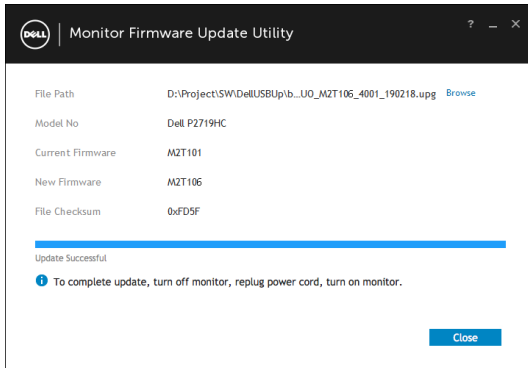 DELL
Monitor Firmware Update Utility
? _ ×
File Path D:\Project\SW\DellUSBUp\b...UO_M2T106_4001_190218.upg Browse
Model No Dell P2719HC
Current Firmware M2T101
New Firmware M2T106
File Checksum 0xFD5F
Update Successful
To complete update, turn off monitor, replug power cord, turn on monitor.
Close